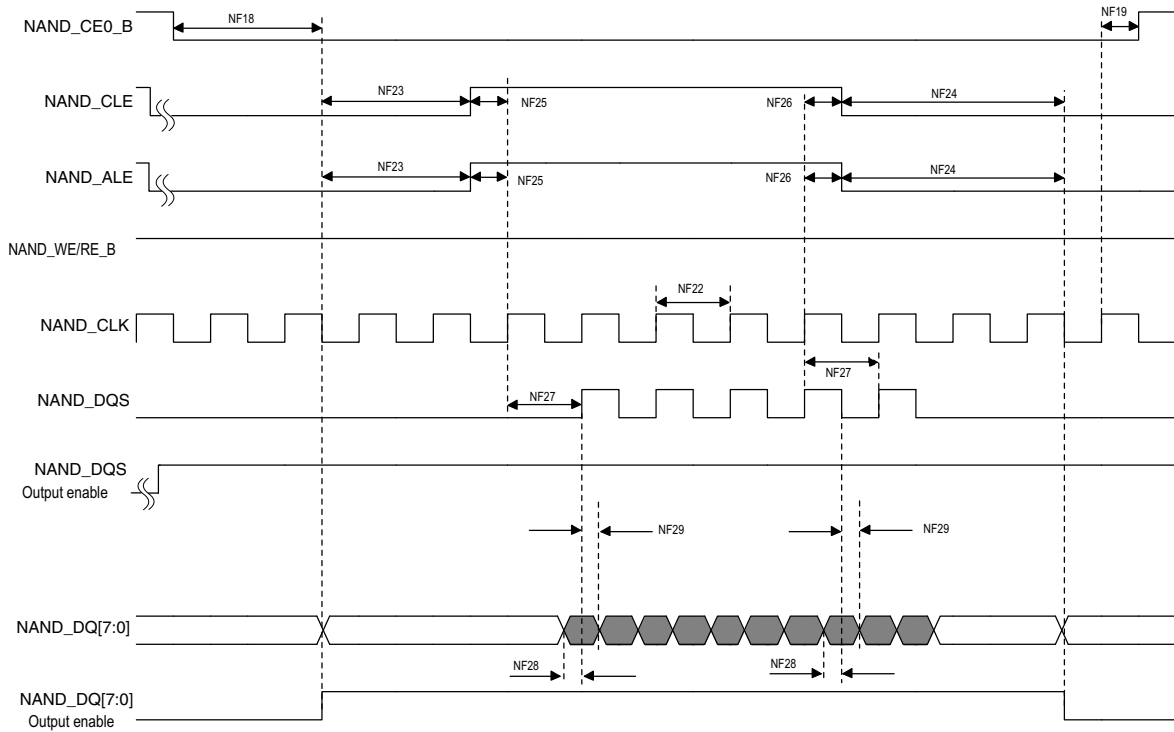 NF18
NF19
NAND_CE0_B
NF23
NF25
NF26
NF24
NAND_CLE
NF23
NF25
NF26
NF24
NAND_ALE
NAND_WE/RE_B
NF22
NAND_CLK
NF27
NF27
NAND_DQS
NAND_DQS
Output enable
NF29
NF29
NAND_DQ[7:0]
NF28
NF28
NAND_DQ[7:0]
Output enable